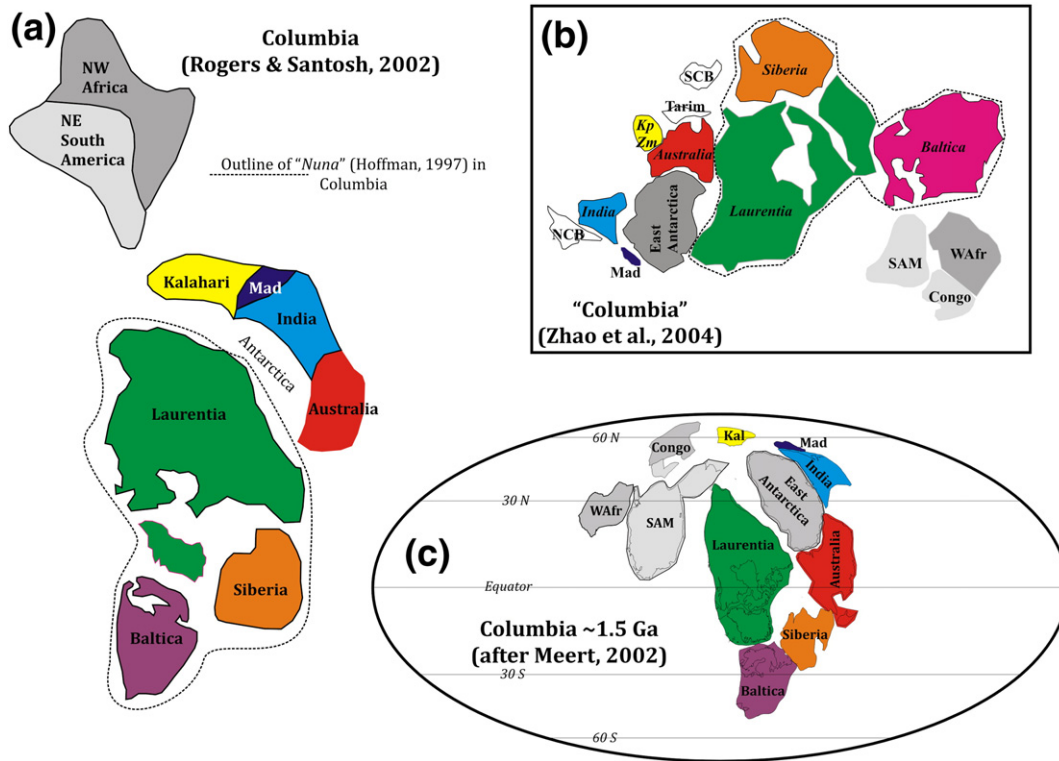 (a)
Columbia
(Rogers & Santosh, 2002)
NW
Africa
NE
South
America
Outline of "Nuna" (Hoffman, 1997) in
Columbia
Kalahari
Mad
India
Antarctica
Australia
Laurentia
Siberia
Baltica
(b)
Siberia
SCB
Tarim
Kp
Zm
Australia
Baltica
India
East
Antarctica
Laurentia
NCB
Mad
SAM
WAfr
Congo
"Columbia"
(Zhao et al., 2004)
(c)
60 N
Congo
Kal
Mad
India
East
Antarctica
30 N
WAfr
SAM
Laurentia
Australia
Equator
Columbia ~1.5 Ga
(after Meert, 2002)
Siberia
30 S
Baltica
60 S